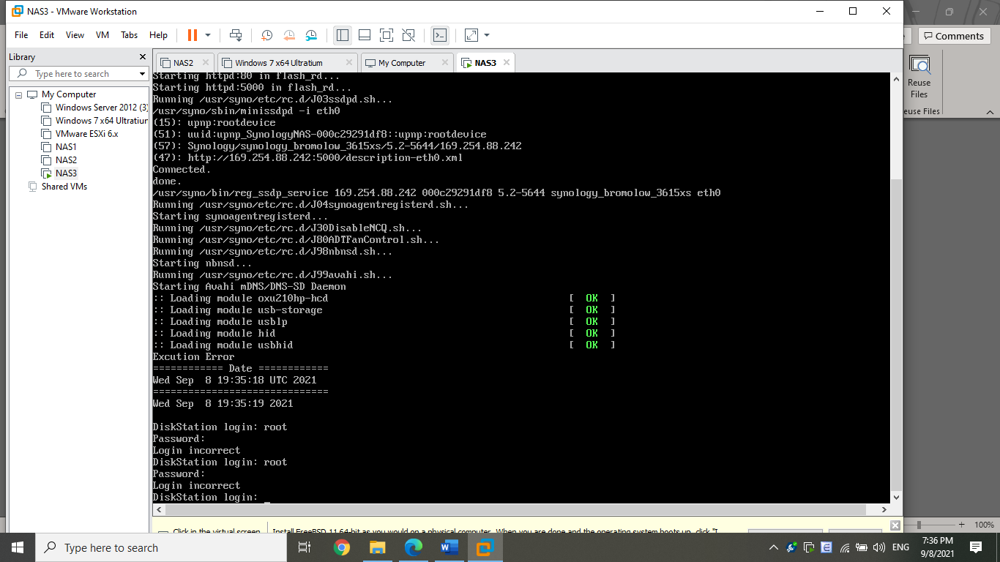 NAS3 - VMware Workstation
File Edit View VM Tabs Help
Comments
Library
Type here to search
My Computer
Windows Server 2012 (3)
Windows 7 x64 Ultratiur
VMware ESXi 6.x
NAS1
NAS2
NAS3
Shared VMs
NAS2 Windows 7 x64 Ultratium My Computer NAS3
Starting httpd:80 in flash_rd...
Starting httpd:5000 in flash_rd...
Running /usr/syno/etc/rc.d/J03ssdpd.sh...
/usr/syno/sbin/minissdpd -i eth0
(15): upnp:rootdevice
(51): uuid:upnp_SynologyNAS-000c29291df8::upnp:rootdevice
(57): Synology/synology_bromolow_3615xs/5.2-5644/169.254.88.242
(47): http://169.254.88.242:5000/description-eth0.xml
Connected.
done.
/usr/syno/bin/reg_ssdp_service 169.254.88.242 000c29291df8 5.2-5644 synology_bromolow_3615xs eth0
Running /usr/syno/etc/rc.d/J04synoagentregisterd.sh...
Starting synoagentregisterd...
Running /usr/syno/etc/rc.d/J30DisableNCQ.sh...
Running /usr/syno/etc/rc.d/J80ADTFanControl.sh...
Running /usr/syno/etc/rc.d/J98nbnsd.sh...
Starting nbnsd...
Running /usr/syno/etc/rc.d/J99avahi.sh...
Starting Avahi mDNS/DNS-SD Daemon
:: Loading module oxu210hp-hcd [ OK ]
:: Loading module usb-storage [ OK ]
:: Loading module usblp [ OK ]
:: Loading module hid [ OK ]
:: Loading module usbhid [ OK ]
Excution Error
============ Date ============
Wed Sep  8 19:35:18 UTC 2021
==============================
Wed Sep  8 19:35:19 2021
DiskStation login: root
Password:
Login incorrect
DiskStation login: root
Password:
Login incorrect
DiskStation login: _
Reuse
Files
euse Files
Click in the virtual screen
Install FreeBSD 11 64-bit as you would on a physical computer. When you are done and the operating system boots up, click "I
100%
Type here to search
ENG
7:36 PM
9/8/2021